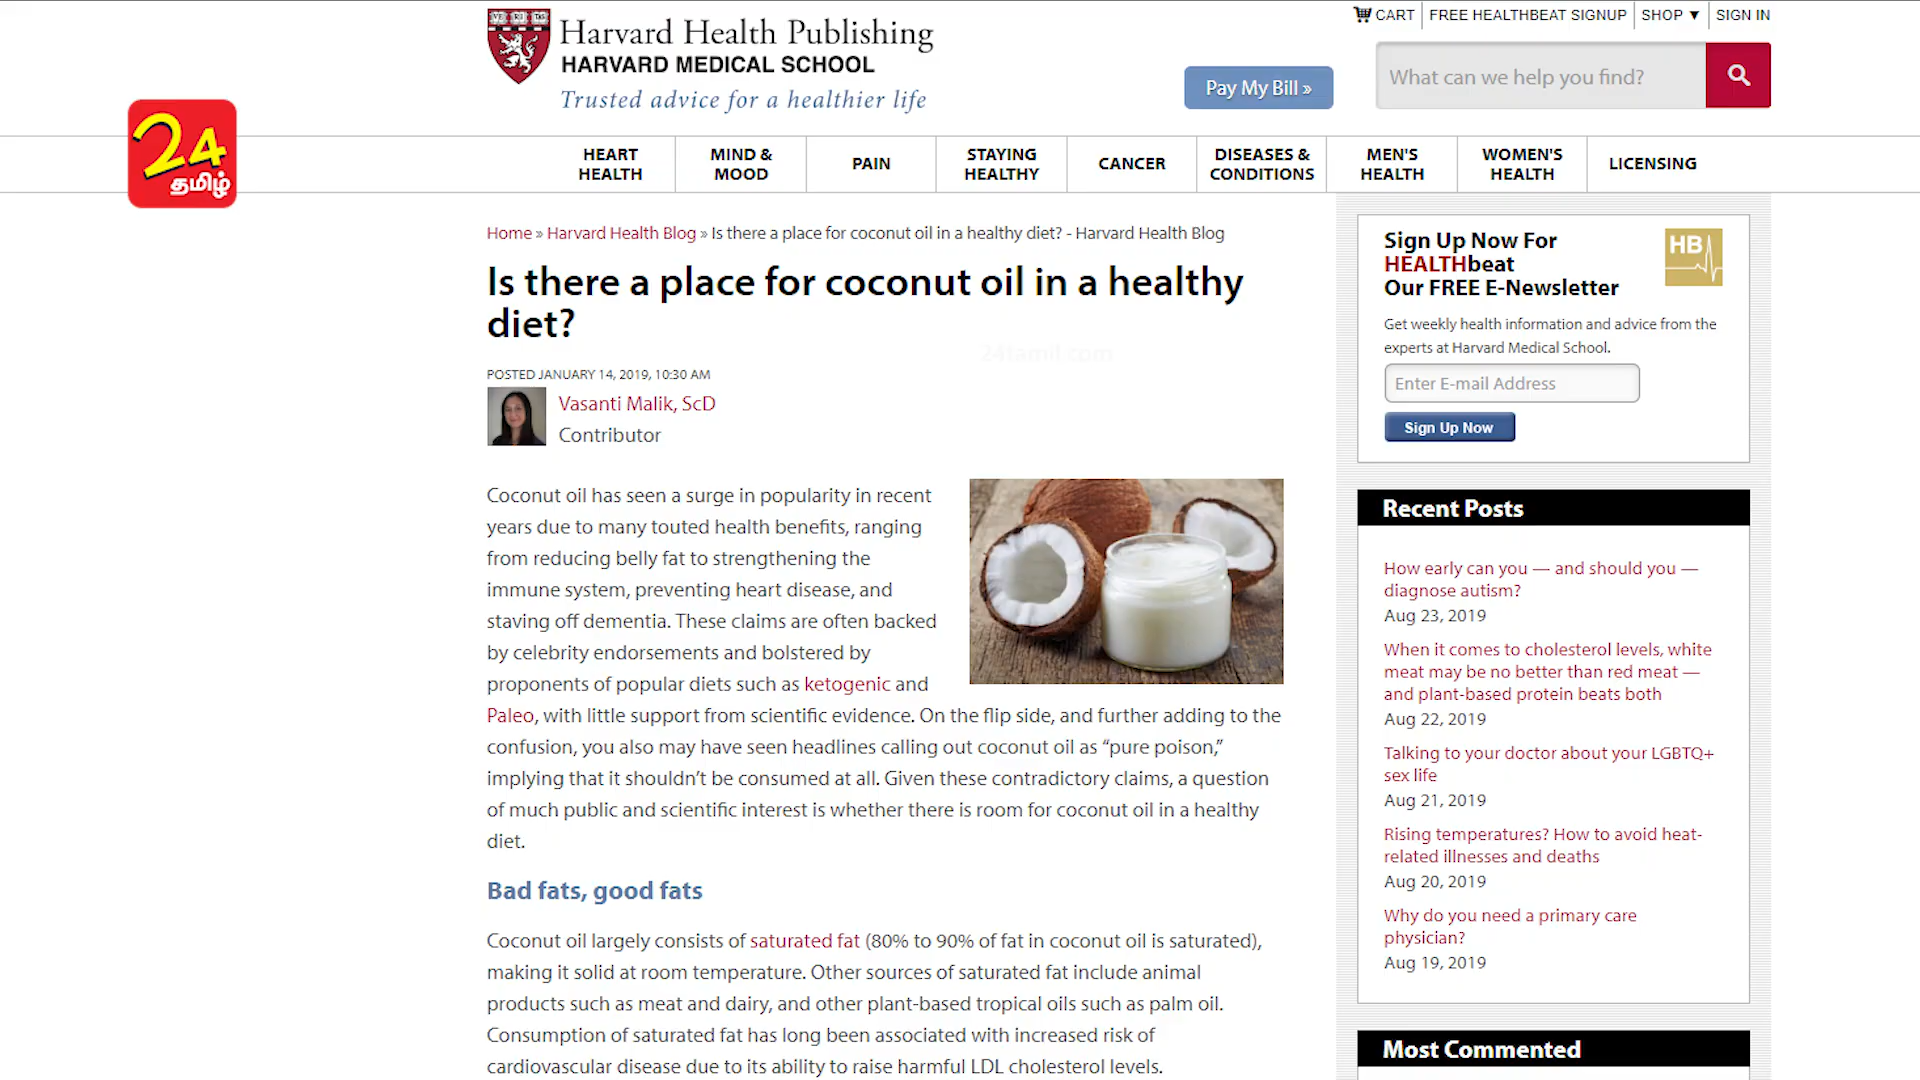 VE RI TAS
Harvard Health Publishing
HARVARD MEDICAL SCHOOL
Trusted advice for a healthier life
CART
FREE HEALTHBEAT SIGNUP
SHOP ▼
SIGN IN
Pay My Bill »
What can we help you find?
24
தமிழ்
HEART
HEALTH
MIND &
MOOD
PAIN
STAYING
HEALTHY
CANCER
DISEASES &
CONDITIONS
MEN'S
HEALTH
WOMEN'S
HEALTH
LICENSING
Home » Harvard Health Blog » Is there a place for coconut oil in a healthy diet? - Harvard Health Blog
Is there a place for coconut oil in a healthy
diet?
24tamil.com
POSTED JANUARY 14, 2019, 10:30 AM
Vasanti Malik, ScD
Contributor
Coconut oil has seen a surge in popularity in recent
years due to many touted health benefits, ranging
from reducing belly fat to strengthening the
immune system, preventing heart disease, and
staving off dementia. These claims are often backed
by celebrity endorsements and bolstered by
proponents of popular diets such as ketogenic and
Paleo, with little support from scientific evidence. On the flip side, and further adding to the
confusion, you also may have seen headlines calling out coconut oil as “pure poison,”
implying that it shouldn’t be consumed at all. Given these contradictory claims, a question
of much public and scientific interest is whether there is room for coconut oil in a healthy
diet.
Bad fats, good fats
Coconut oil largely consists of saturated fat (80% to 90% of fat in coconut oil is saturated),
making it solid at room temperature. Other sources of saturated fat include animal
products such as meat and dairy, and other plant-based tropical oils such as palm oil.
Consumption of saturated fat has long been associated with increased risk of
cardiovascular disease due to its ability to raise harmful LDL cholesterol levels.
Sign Up Now For
HEALTHbeat
Our FREE E-Newsletter
HB
Get weekly health information and advice from the
experts at Harvard Medical School.
Enter E-mail Address
Sign Up Now
Recent Posts
How early can you — and should you —
diagnose autism?
Aug 23, 2019
When it comes to cholesterol levels, white
meat may be no better than red meat —
and plant-based protein beats both
Aug 22, 2019
Talking to your doctor about your LGBTQ+
sex life
Aug 21, 2019
Rising temperatures? How to avoid heat-
related illnesses and deaths
Aug 20, 2019
Why do you need a primary care
physician?
Aug 19, 2019
Most Commented